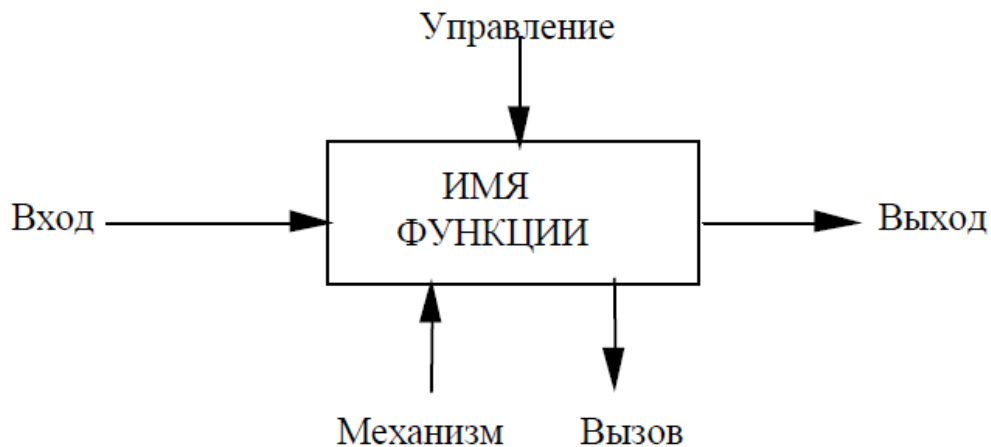 Управление
ИМЯ
ФУНКЦИИ
Вход
Выход
Механизм
Вызов